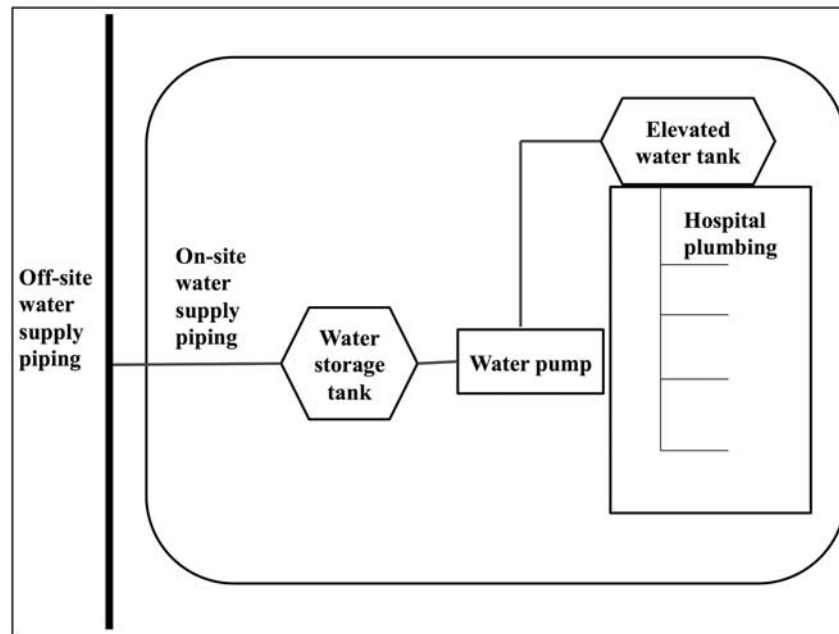 Off-site
water
supply
piping
On-site
water
supply
piping
Water
storage
tank
Water pump
Elevated
water tank
Hospital
plumbing